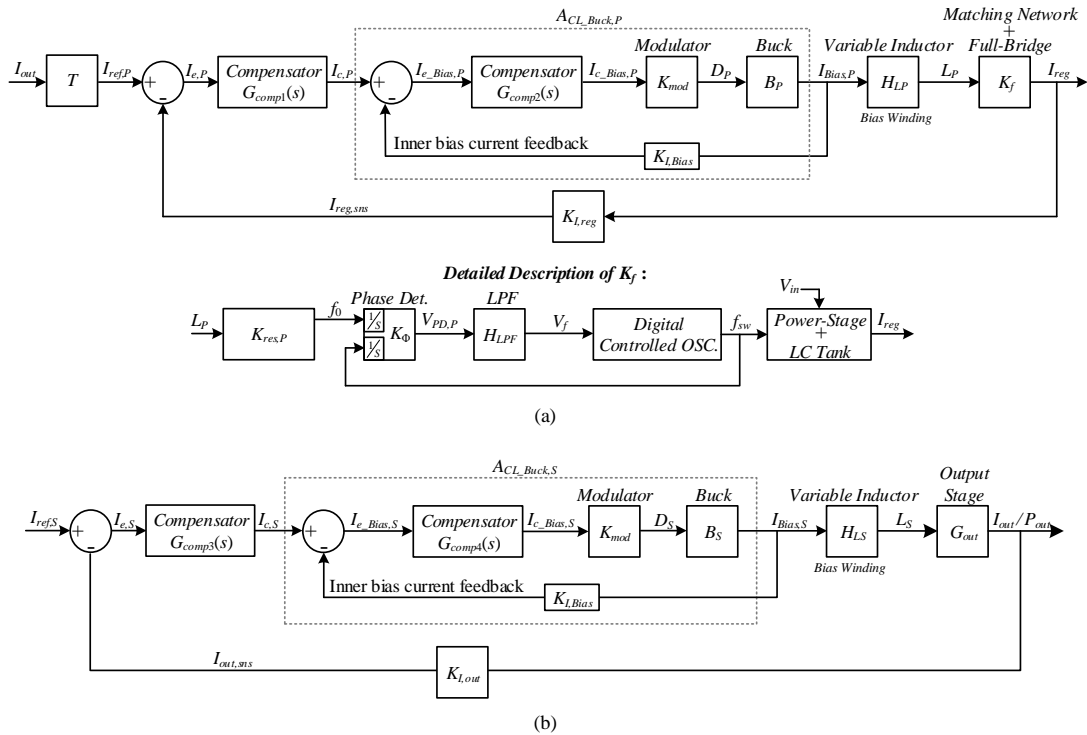 A_CL_Buck,P
Matching Network
+
Full-Bridge
Modulator
Buck
Variable Inductor
I_out
T
I_ref,P
+
-
I_e,P
Compensator
G_comp1(s)
I_c,P
+
-
I_e_Bias,P
Compensator
G_comp2(s)
I_c_Bias,P
K_mod
D_P
B_P
I_Bias,P
H_LP
L_P
K_f
I_reg
Bias Winding
Inner bias current feedback
K_I,Bias
I_reg,sns
K_I,reg
Detailed Description of K_f :
Phase Det.
LPF
V_in
L_P
K_res,P
f_0
1/S
1/S
K_Φ
V_PD,P
H_LPF
V_f
Digital
Controlled OSC.
f_sw
Power-Stage
+
LC Tank
I_reg
(a)
A_CL_Buck,S
Output
Stage
Modulator
Buck
Variable Inductor
I_ref,S
+
-
I_e,S
Compensator
G_comp3(s)
I_c,S
+
-
I_e_Bias,S
Compensator
G_comp4(s)
I_c_Bias,S
K_mod
D_S
B_S
I_Bias,S
H_LS
L_S
G_out
I_out/P_out
Bias Winding
Inner bias current feedback
K_I,Bias
I_out,sns
K_I,out
(b)